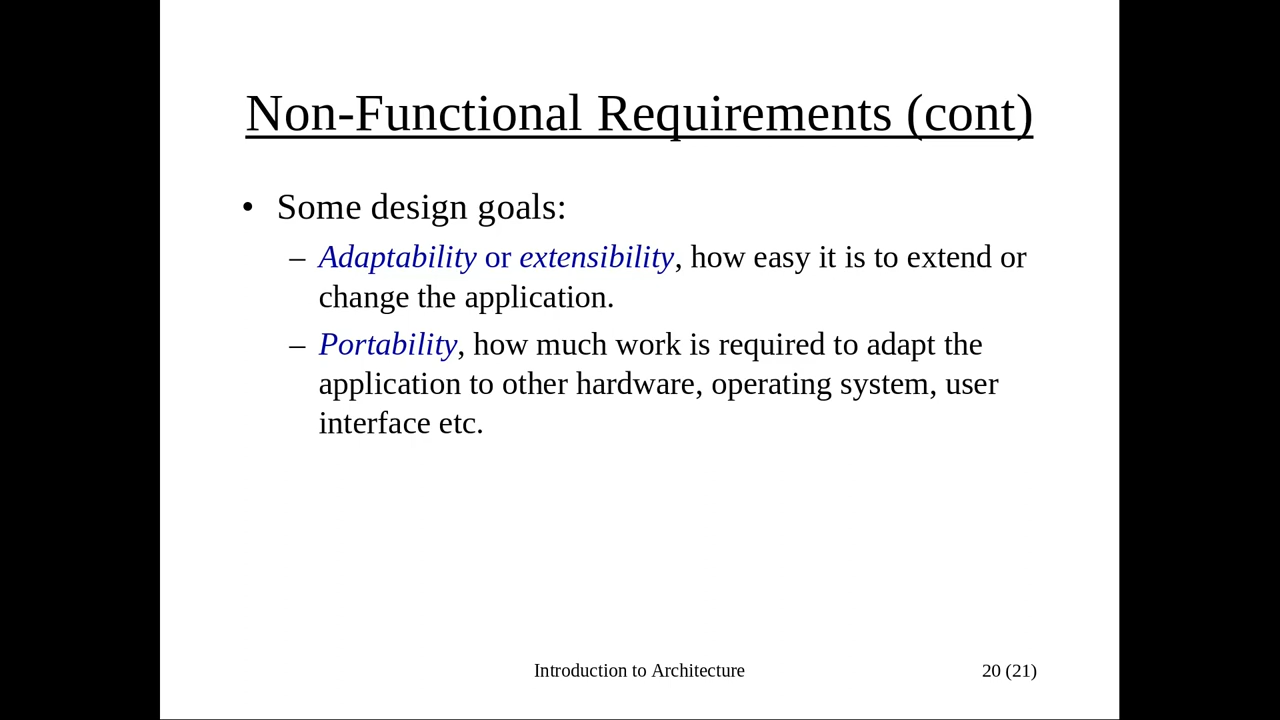 Non-Functional Requirements (cont)
• Some design goals:
– Adaptability or extensibility, how easy it is to extend or
change the application.
– Portability, how much work is required to adapt the
application to other hardware, operating system, user
interface etc.
Introduction to Architecture
20 (21)